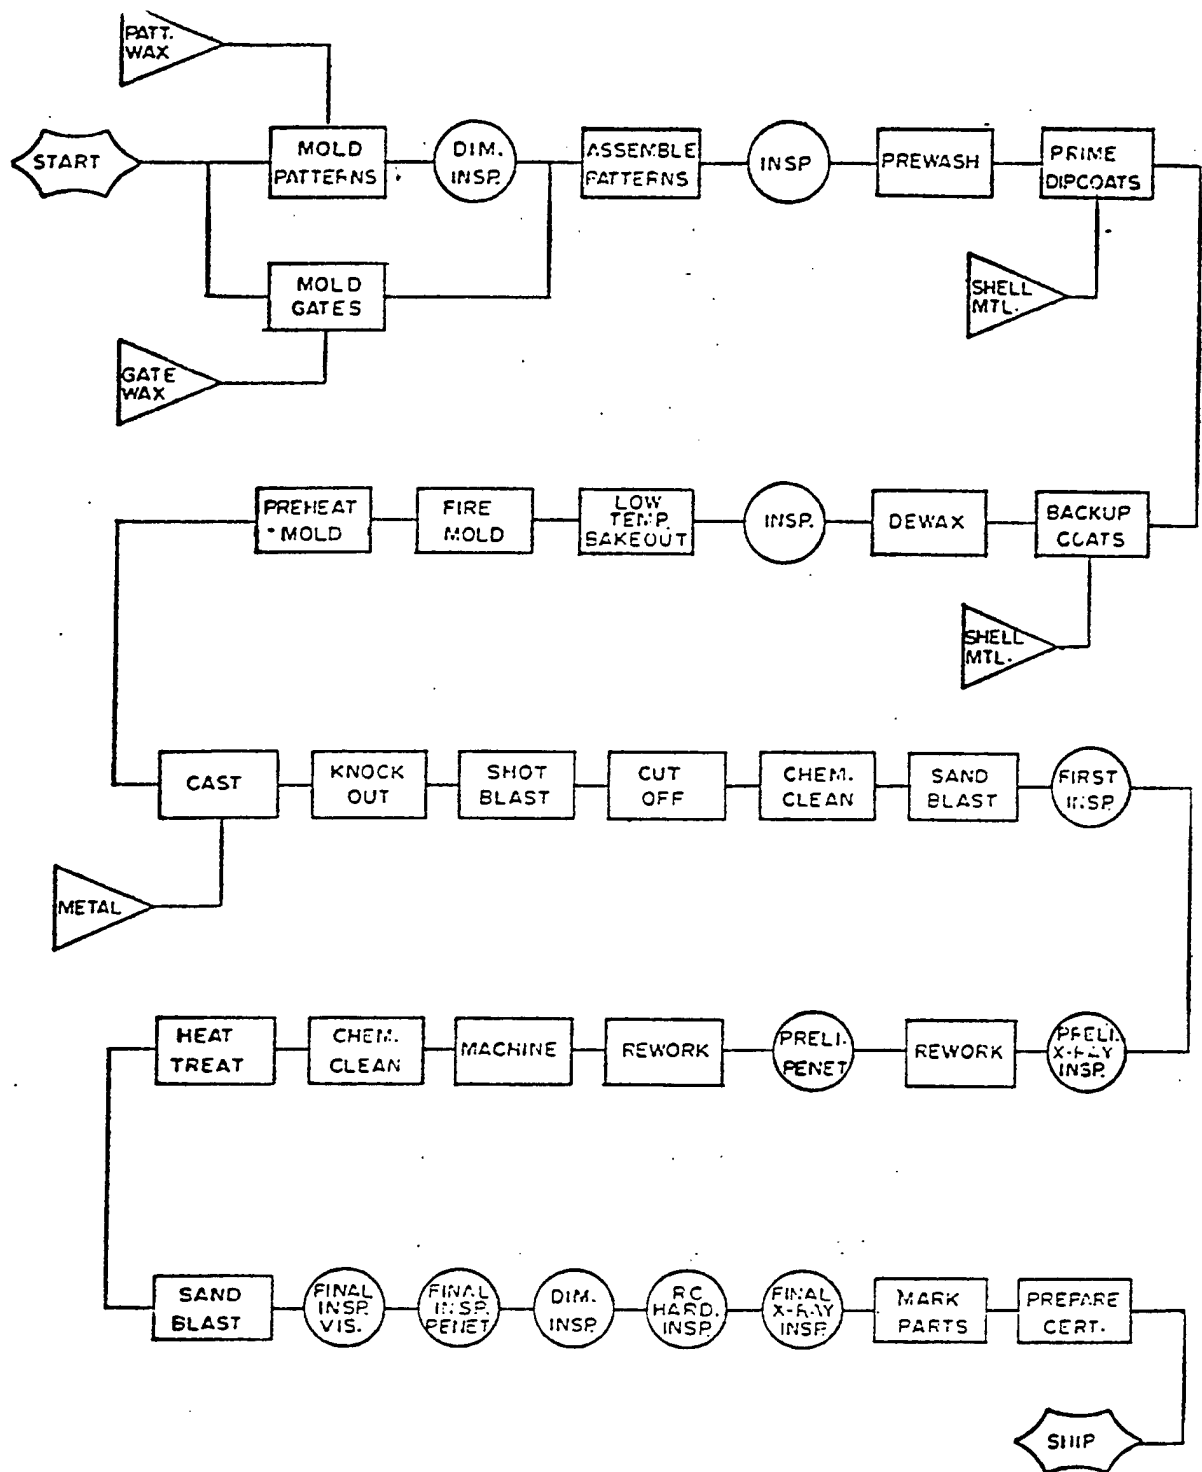 PATT.
WAX
START
MOLD
PATTERNS
DIM.
INSP.
ASSEMBLE
PATTERNS
INSP
PREWASH
PRIME
DIPCOATS
MOLD
GATES
SHELL
MTL.
GATE
WAX
PREHEAT
MOLD
FIRE
MOLD
LOW
TEMP.
BAKEOUT
INSP.
DEWAX
BACKUP
COATS
SHELL
MTL.
CAST
KNOCK
OUT
SHOT
BLAST
CUT
OFF
CHEM.
CLEAN
SAND
BLAST
FIRST
INSP.
METAL
HEAT
TREAT
CHEM.
CLEAN
MACHINE
REWORK
PRELI.
PENET
REWORK
PRELI.
X-RAY
INSP.
SAND
BLAST
FINAL
INSP.
VIS.
FINAL
INSP.
PENET
DIM.
INSP.
RC
HARD.
INSP.
FINAL
X-RAY
INSP.
MARK
PARTS
PREPARE
CERT.
SHIP